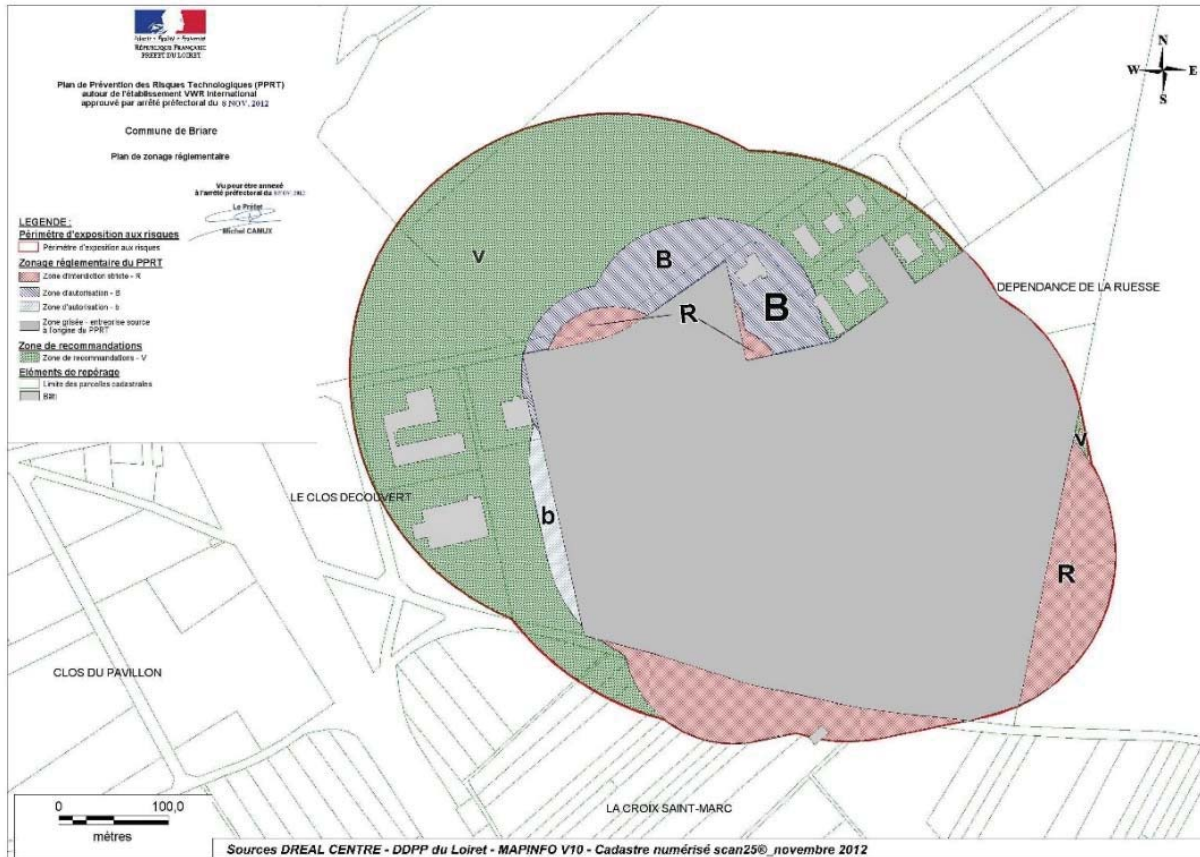 Liberté • Égalité • Fraternité
RÉPUBLIQUE FRANÇAISE
PRÉFET DU LOIRET
Plan de Prévention des Risques Technologiques (PPRT)
autour de l'établissement VWR International
approuvé par arrêté préfectoral du 8 NOV. 2012
Commune de Briare
Plan de zonage réglementaire
Vu pour être annexé
à l'arrêté préfectoral du
Le Préfet
Michel CAMUX
LEGENDE :
Périmètre d'exposition aux risques
Périmètre d'exposition aux risques
Zonage réglementaire du PPRT
Zone d'interdiction stricte - R
Zone d'autorisation - B
Zone d'autorisation - b
Zone grisée - entreprise source
à l'origine du PPRT
Zone de recommandations
Zone de recommandations - V
Eléments de repérage
Limite des parcelles cadastrales
Bâti
N
W E
S
V
B
B
R
DEPENDANCE DE LA RUESSE
V
LE CLOS DECOUVERT
b
R
CLOS DU PAVILLON
LA CROIX SAINT-MARC
0 100,0
mètres
Sources DREAL CENTRE - DDPP du Loiret - MAPINFO V10 - Cadastre numérisé scan25®_novembre 2012